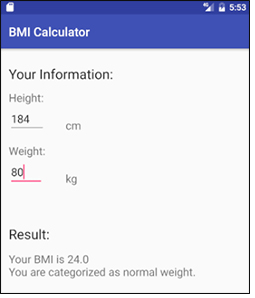 4G 5:53
BMI Calculator
Your Information:
Height:
184 cm
Weight:
80 kg
Result:
Your BMI is 24.0
You are categorized as normal weight.